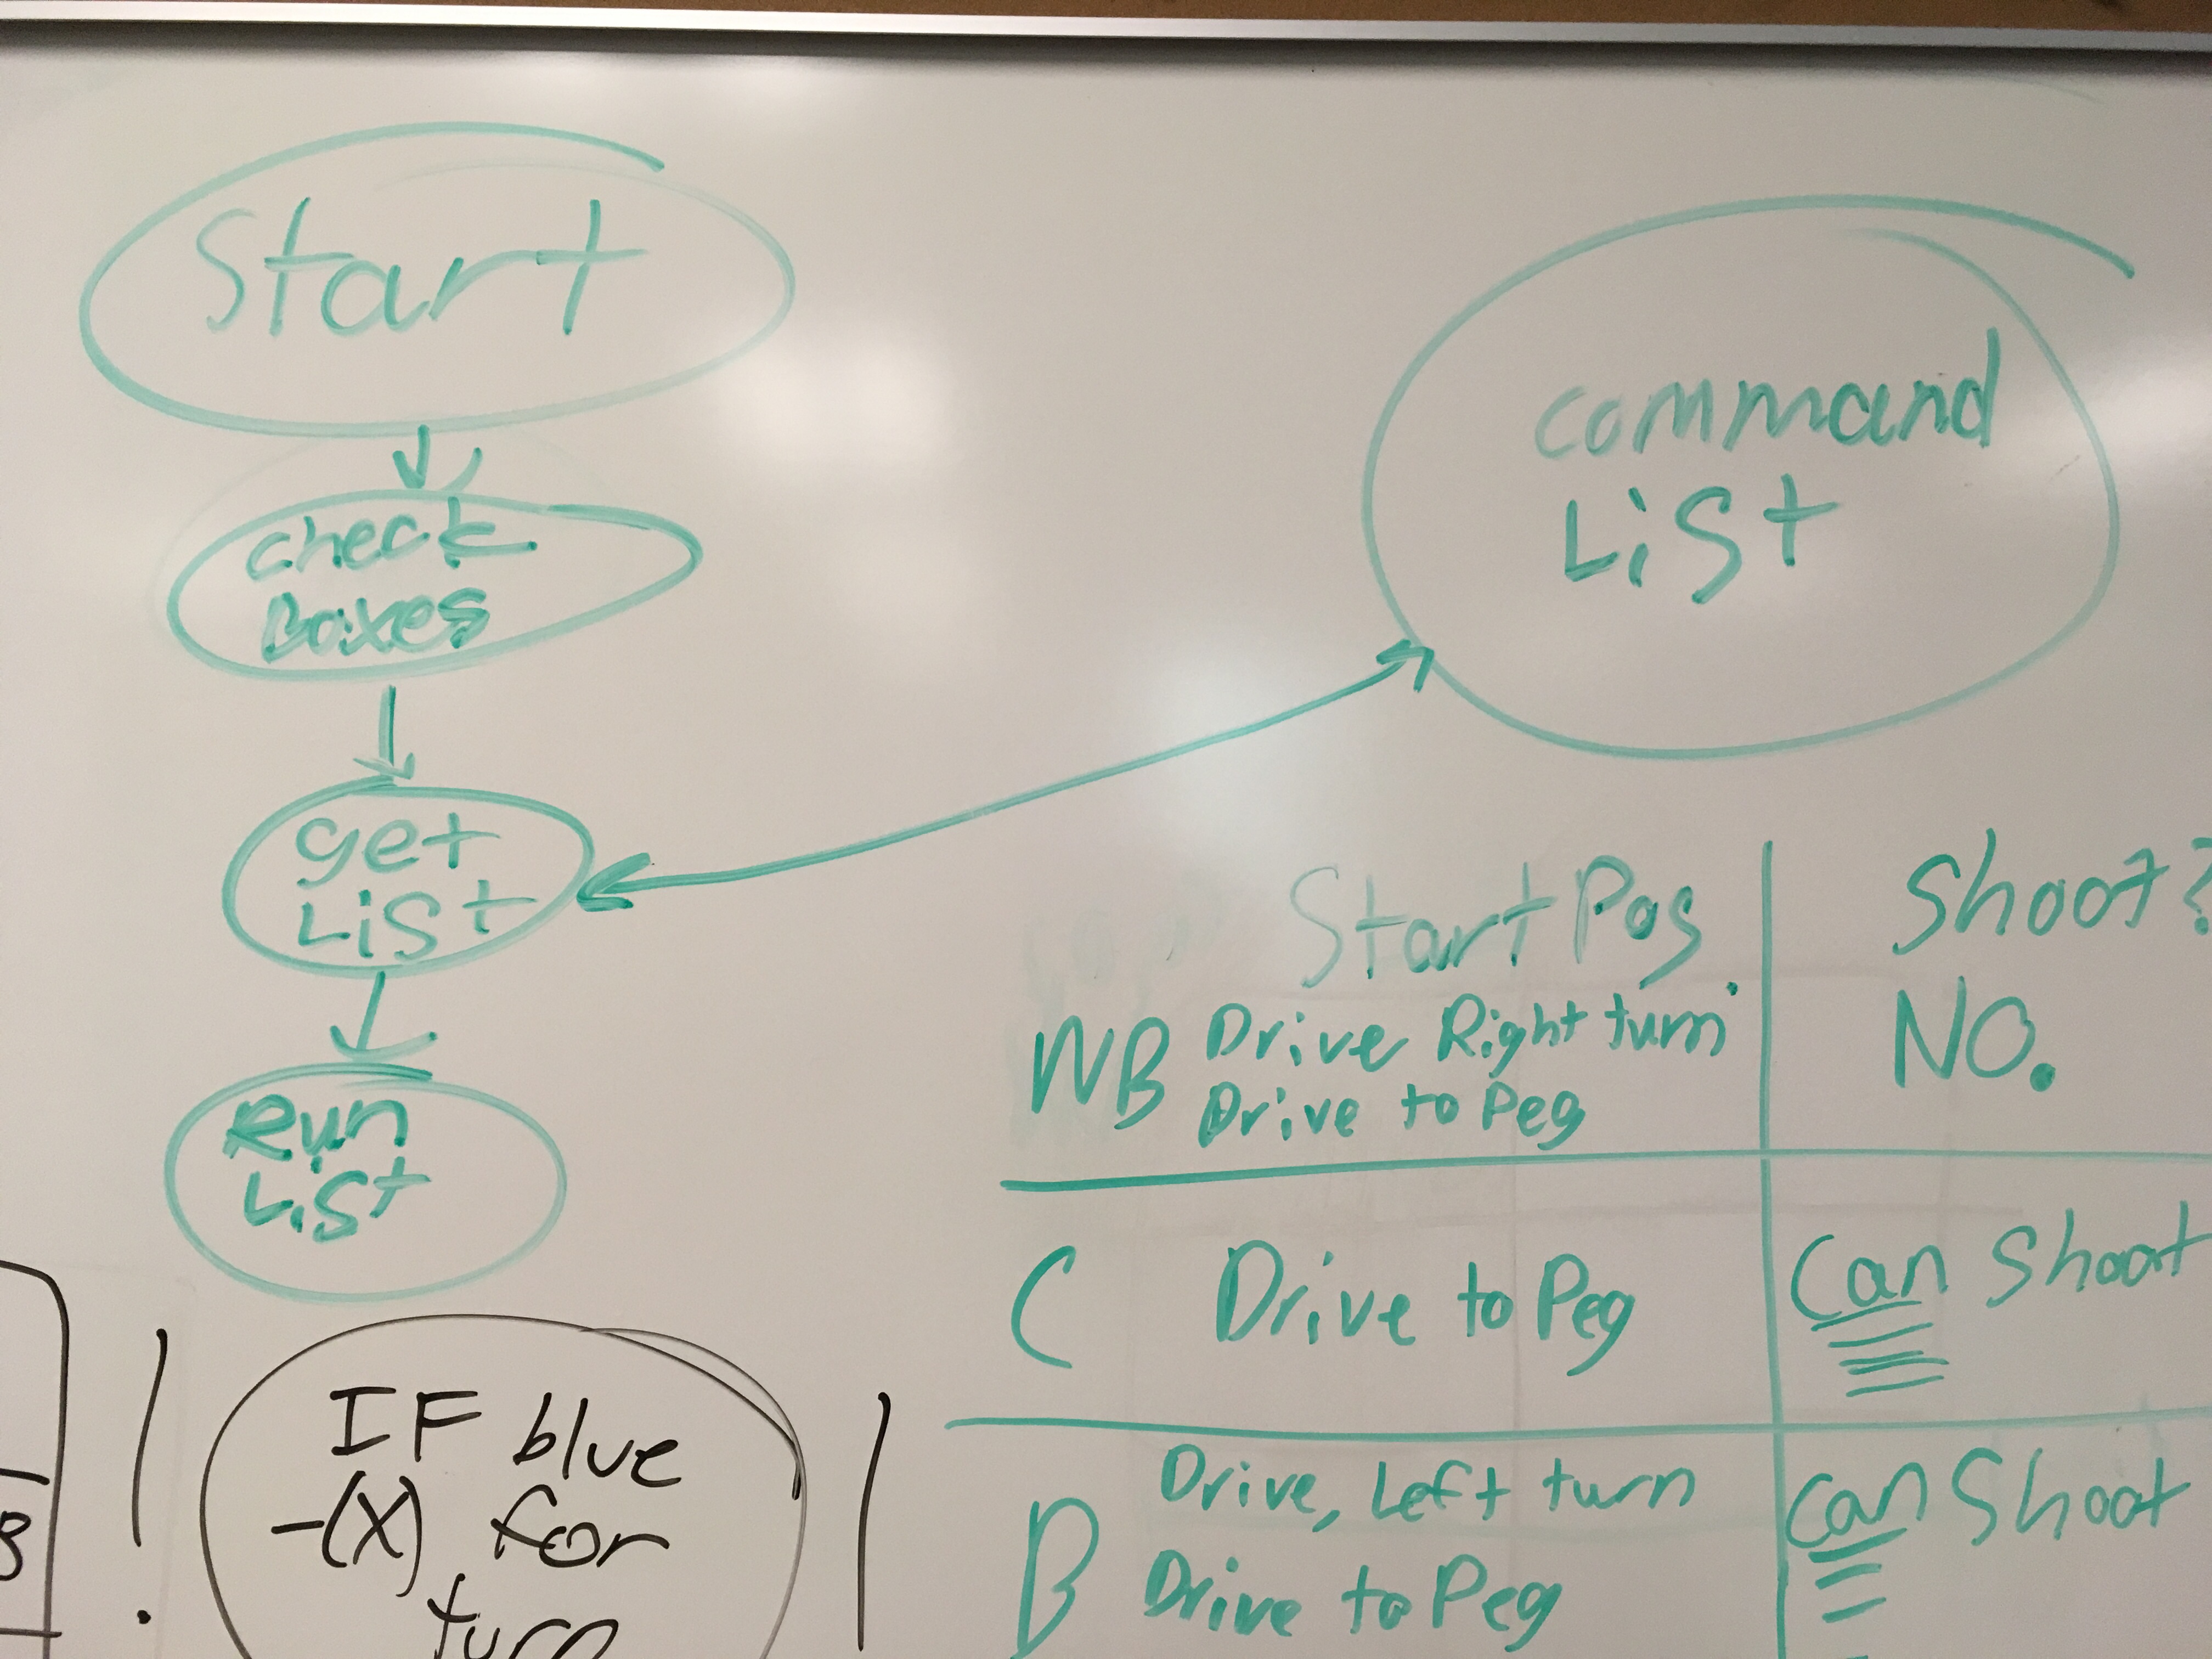 Start
check
Boxes
get
List
Run
List
command
List
Start Pos
Shoot?
NB Drive Right turn
Drive to Peg
NO.
C Drive to Peg
Can Shoot
B Drive, Left turn
Drive to Peg
Can Shoot
! IF blue !
-(X) for
turn
B